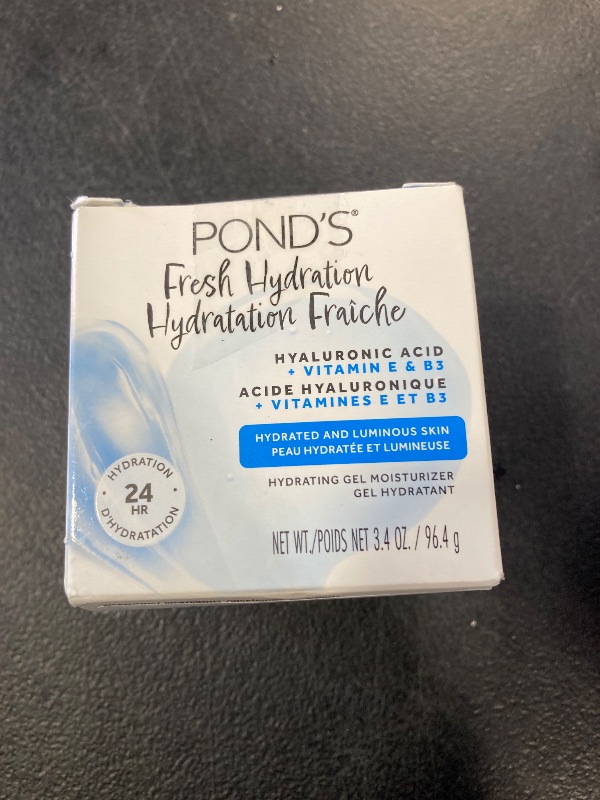 POND'S®
Fresh Hydration
Hydratation Fraîche
HYALURONIC ACID
+ VITAMIN E & B3
ACIDE HYALURONIQUE
+ VITAMINES E ET B3
HYDRATED AND LUMINOUS SKIN
PEAU HYDRATÉE ET LUMINEUSE
HYDRATING GEL MOISTURIZER
GEL HYDRATANT
HYDRATION
24
HR
D'HYDRATATION
NET WT./POIDS NET 3.4 OZ. / 96.4 g